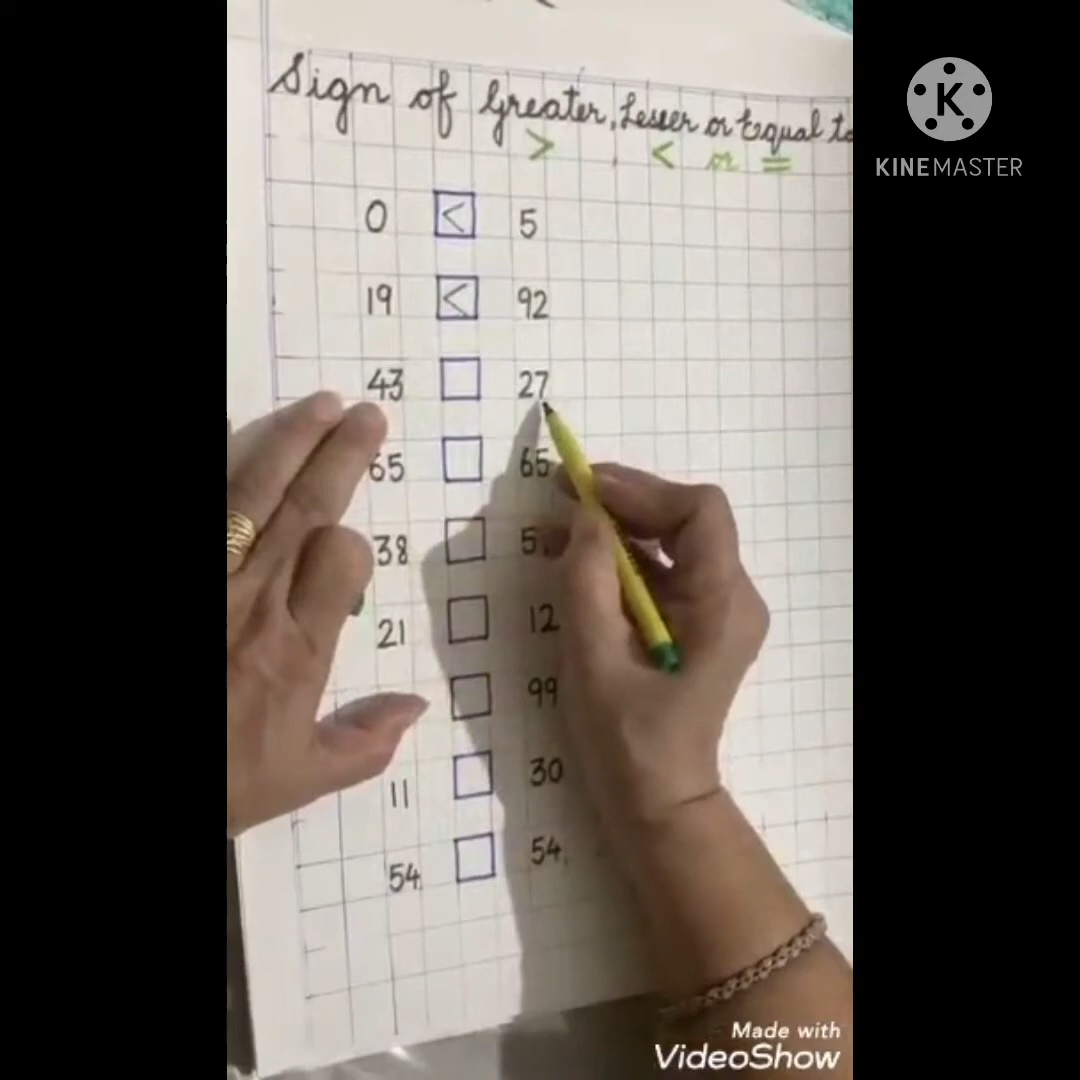 Sign of Greater, Lesser or Equal to
> , < or =
0 < 5
19 < 92
43 27
65 65
38 5
21 12
99
11 30
54 54
KINEMASTER
Made with
VideoShow